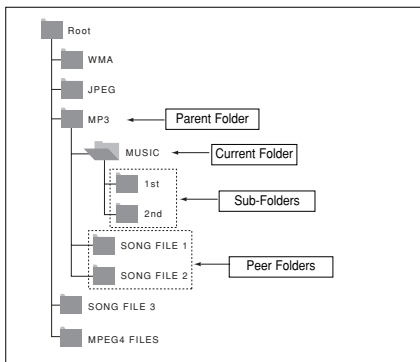 Root
WMA
JPEG
MP3
Parent Folder
MUSIC
Current Folder
1st
2nd
Sub-Folders
SONG FILE 1
SONG FILE 2
Peer Folders
SONG FILE 3
MPEG4 FILES